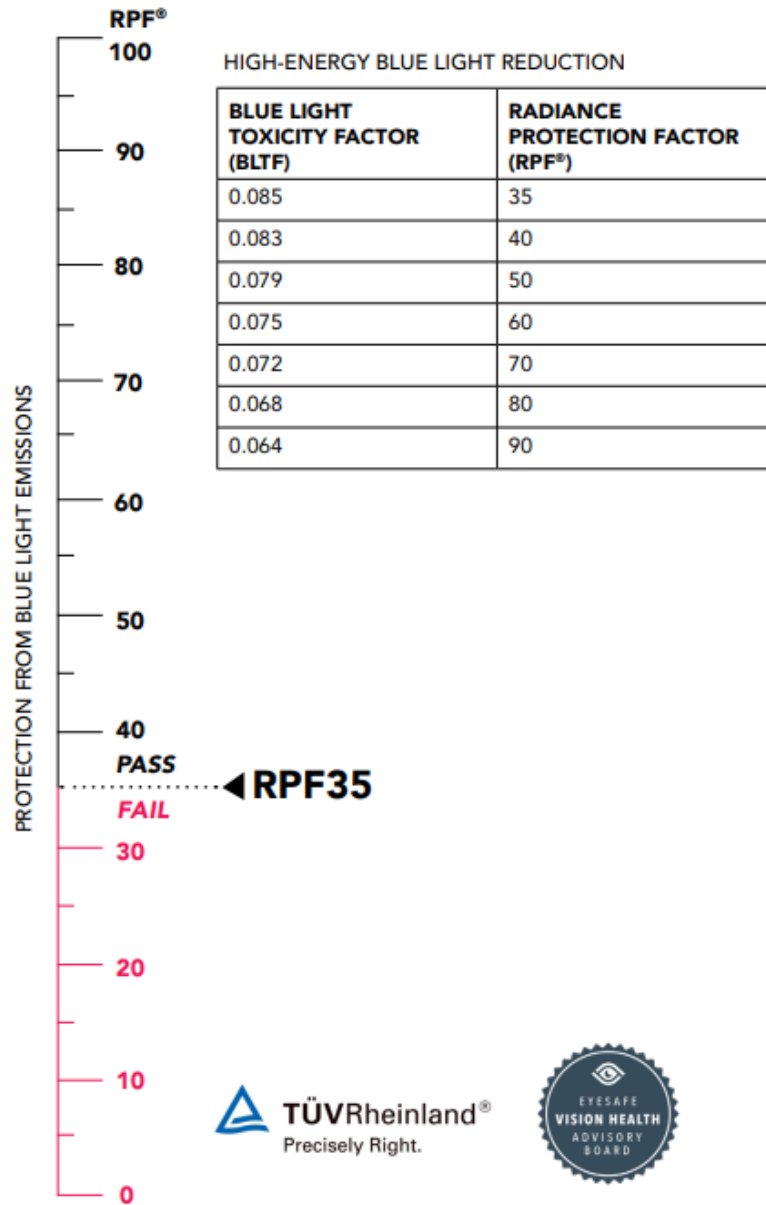 RPF®
100
90
80
70
60
50
40
PASS
FAIL
30
20
10
0
PROTECTION FROM BLUE LIGHT EMISSIONS
RPF35
HIGH-ENERGY BLUE LIGHT REDUCTION
BLUE LIGHT TOXICITY FACTOR (BLTF) RADIANCE PROTECTION FACTOR (RPF®)
0.085 35
0.083 40
0.079 50
0.075 60
0.072 70
0.068 80
0.064 90
TÜVRheinland®
Precisely Right.
EYESAFE
VISION HEALTH
ADVISORY
BOARD